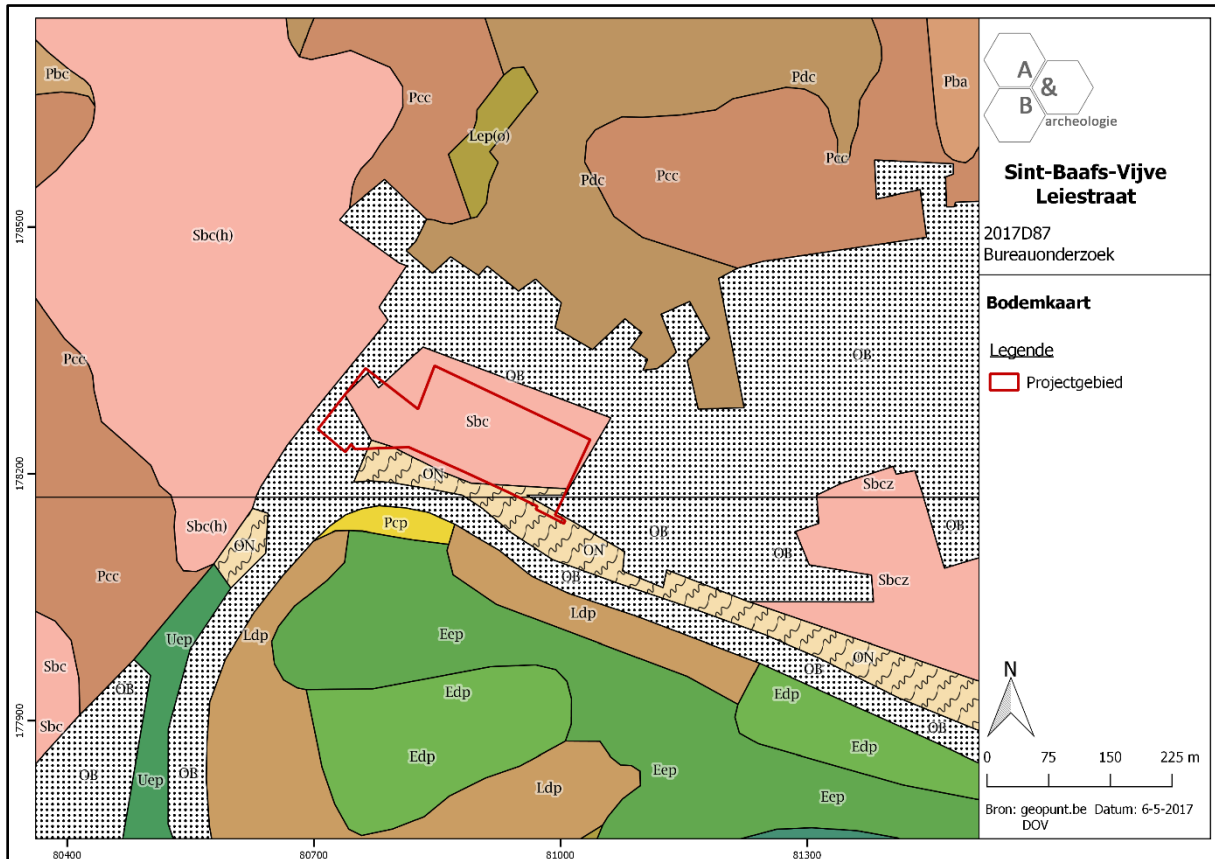 Pbc
Pcc
Pdc
Pba
Lep(ø)
Pcc
Pdc
Pcc
Sbc(h)
Pcc
OB
OB
Sbc
ON
Sbcz
OB
Sbc(h)
ON
Pcp
OB
ON
OB
OB
Sbcz
Pcc
Uep
Ldp
Eep
Ldp
ON
OB
Sbc
OB
Edp
Edp
Sbc
OB
Uep
OB
Edp
Ldp
Eep
Edp
OB
Eep
178500
178200
177900
80400
80700
81000
81300
A
&
B
archeologie
Sint-Baafs-Vijve
Leiestraat
2017D87
Bureauonderzoek
Bodemkaart
Legende
Projectgebied
N
0 75 150 225 m
Bron: geopunt.be Datum: 6-5-2017
DOV